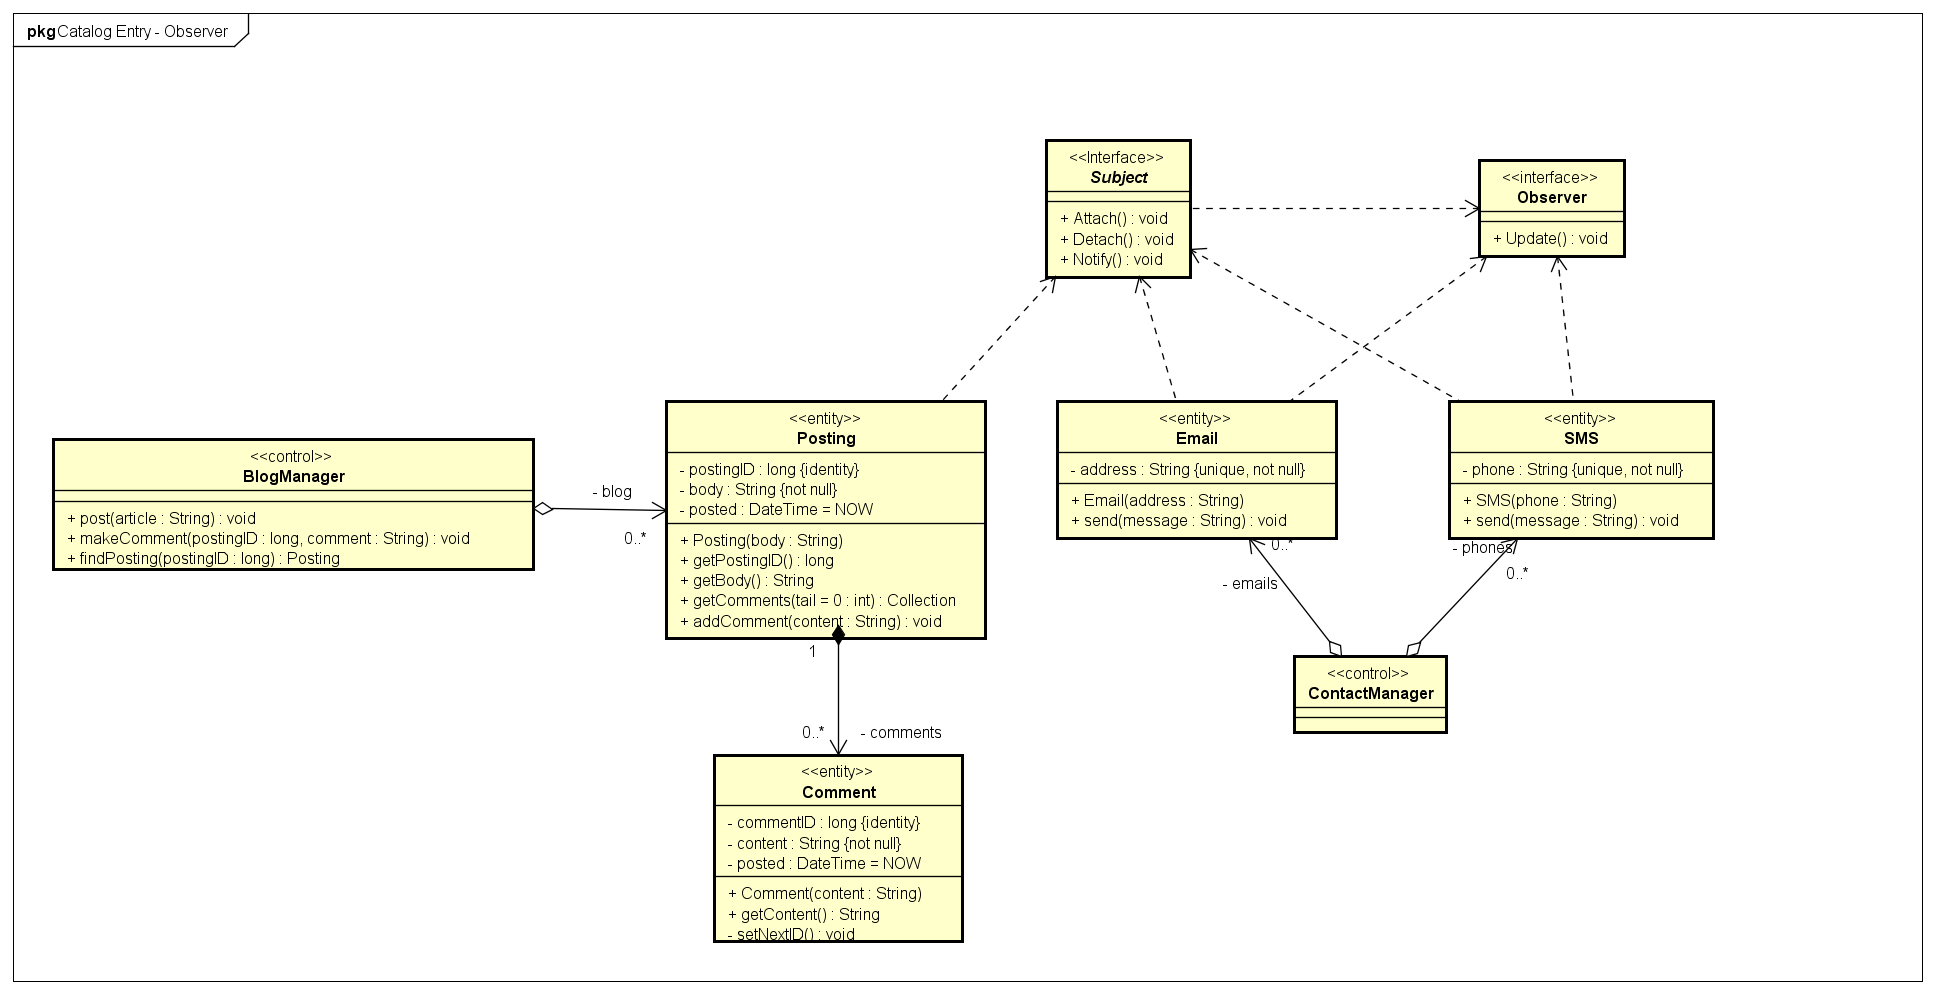 pkg Catalog Entry - Observer
<<Interface>>
Subject
+ Attach() : void
+ Detach() : void
+ Notify() : void
<<interface>>
Observer
+ Update() : void
<<control>>
BlogManager
+ post(article : String) : void
+ makeComment(postingID : long, comment : String) : void
+ findPosting(postingID : long) : Posting
- blog
0..*
<<entity>>
Posting
- postingID : long {identity}
- body : String {not null}
- posted : DateTime = NOW
+ Posting(body : String)
+ getPostingID() : long
+ getBody() : String
+ getComments(tail = 0 : int) : Collection
+ addComment(content : String) : void
<<entity>>
Email
- address : String {unique, not null}
+ Email(address : String)
+ send(message : String) : void
<<entity>>
SMS
- phone : String {unique, not null}
+ SMS(phone : String)
+ send(message : String) : void
0..*
- emails
- phones
0..*
<<control>>
ContactManager
1
0..*
- comments
<<entity>>
Comment
- commentID : long {identity}
- content : String {not null}
- posted : DateTime = NOW
+ Comment(content : String)
+ getContent() : String
- setNextID() : void